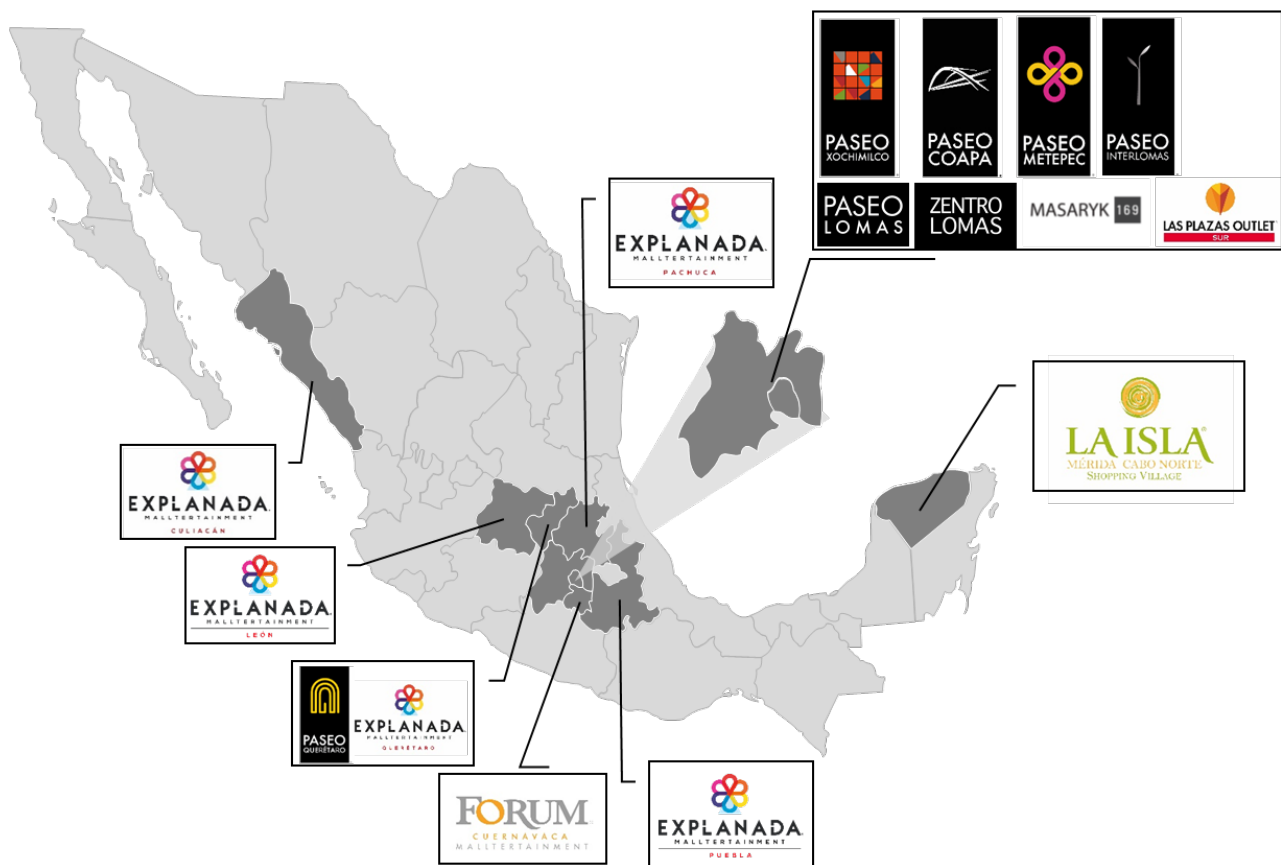 PASEO
XOCHIMILCO
PASEO
COAPA
PASEO
METEPEC
PASEO
INTERLOMAS
PASEO
LOMAS
ZENTRO
LOMAS
MASARYK 169
LAS PLAZAS OUTLET
SUR
EXPLANADA
MALLTERTAINMENT
PACHUCA
LA ISLA
MÉRIDA CABO NORTE
SHOPPING VILLAGE
EXPLANADA
MALLTERTAINMENT
CULIACÁN
EXPLANADA
MALLTERTAINMENT
LEÓN
PASEO
QUERÉTARO
EXPLANADA
MALLTERTAINMENT
QUERÉTARO
FORUM
CUERNAVACA
MALLTERTAINMENT
EXPLANADA
MALLTERTAINMENT
PUEBLA